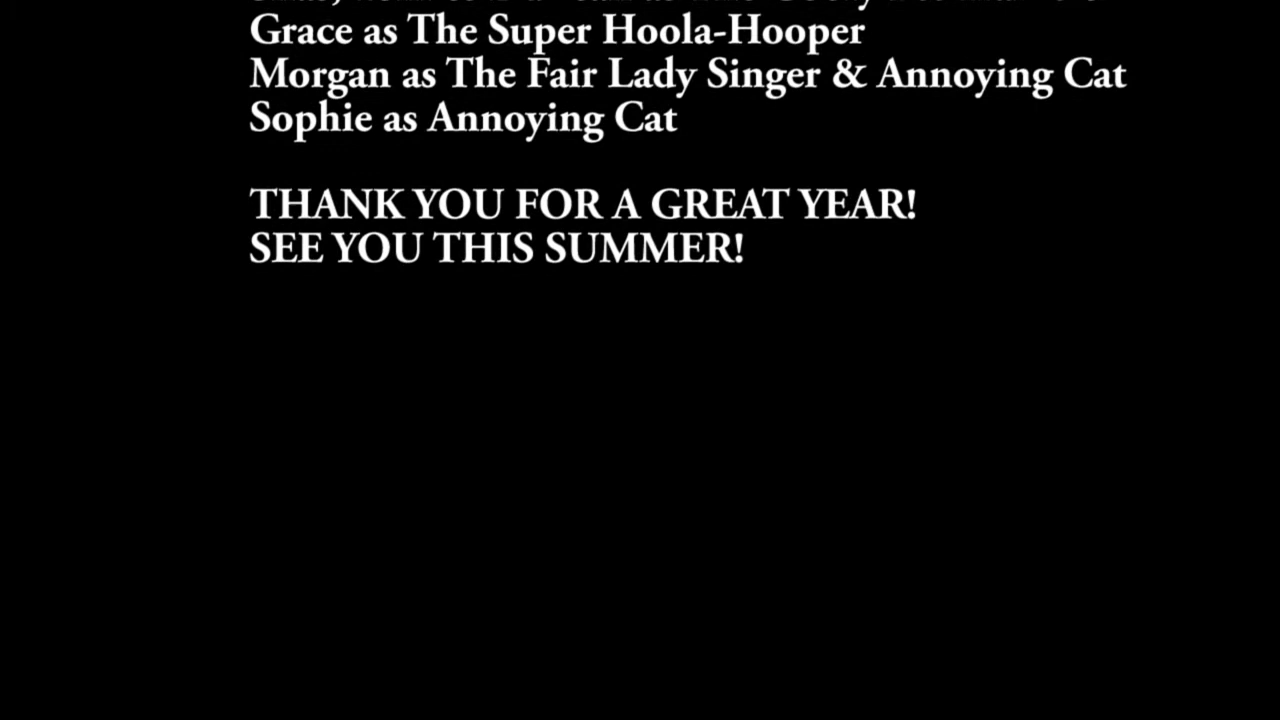 Grace as The Super Hoola-Hooper
Morgan as The Fair Lady Singer & Annoying Cat
Sophie as Annoying Cat
THANK YOU FOR A GREAT YEAR!
SEE YOU THIS SUMMER!